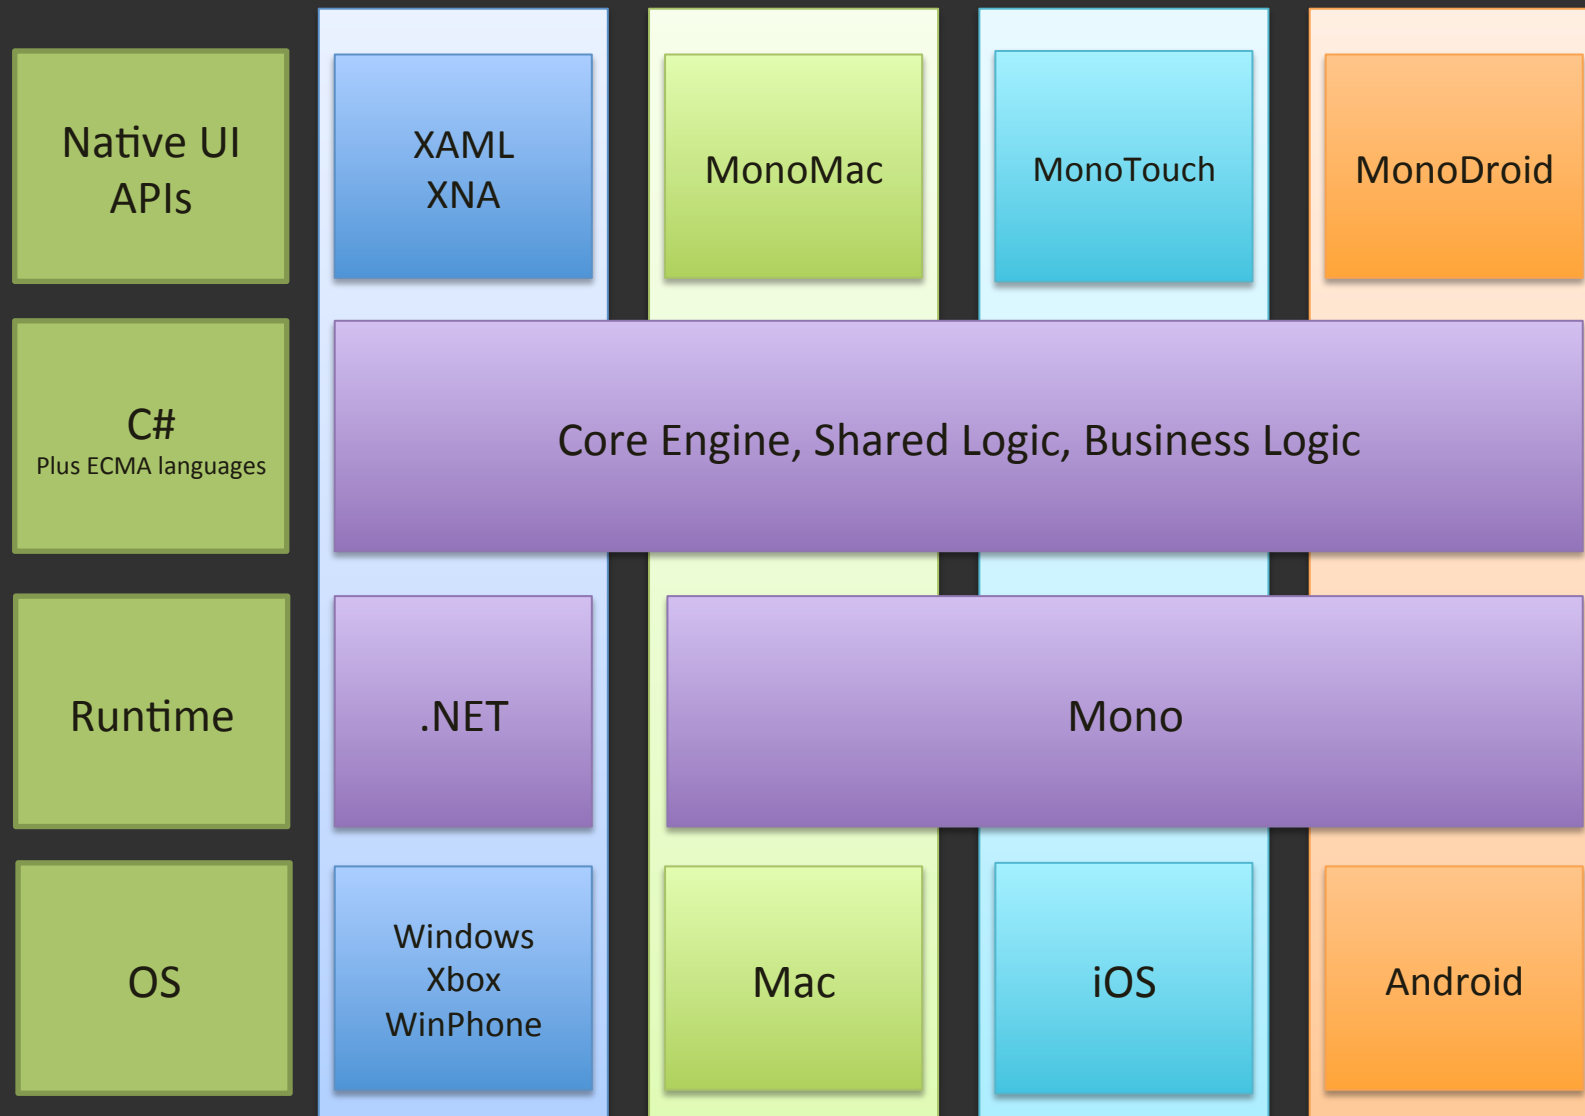 Native UI
APIs
XAML
XNA
MonoMac
MonoTouch
MonoDroid
C#
Plus ECMA languages
Core Engine, Shared Logic, Business Logic
Runtime
.NET
Mono
OS
Windows
Xbox
WinPhone
Mac
iOS
Android